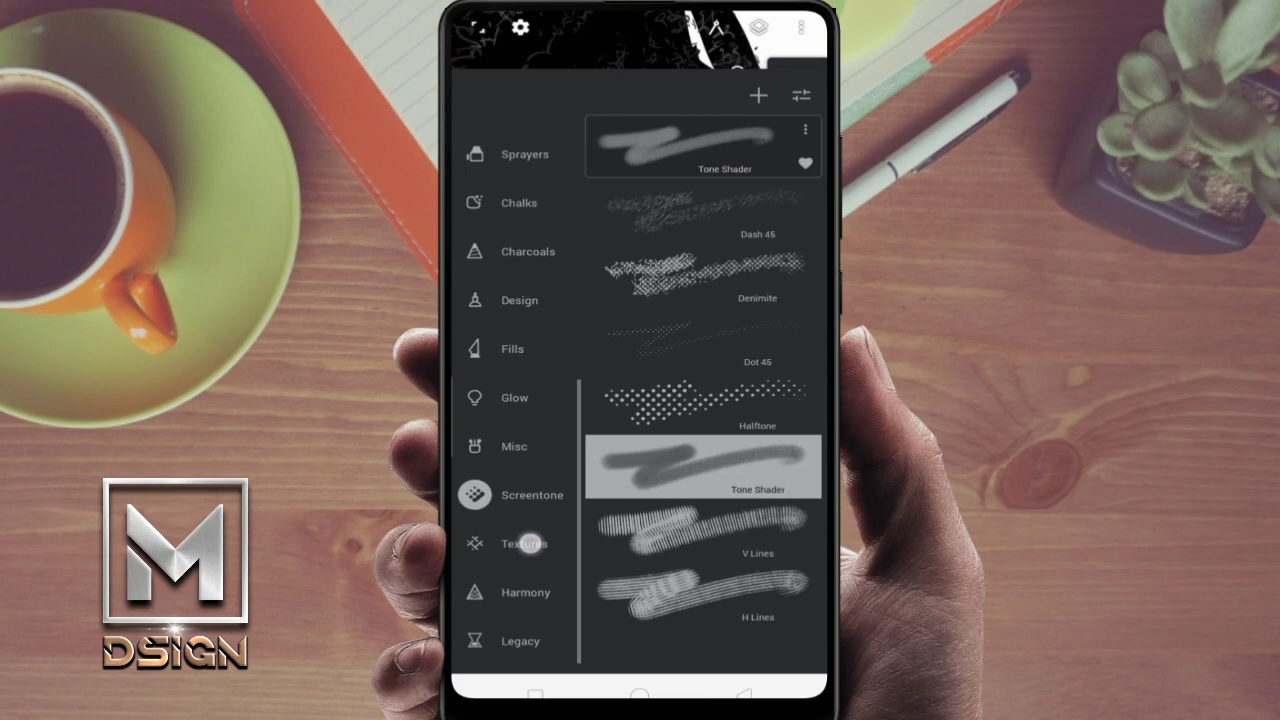 Sprayers
Chalks
Charcoals
Design
Fills
Glow
Misc
Screentone
Textures
Harmony
Legacy
Tone Shader
Dash 45
Denimite
Dot 45
Halftone
Tone Shader
V Lines
H Lines
M
DSIGN